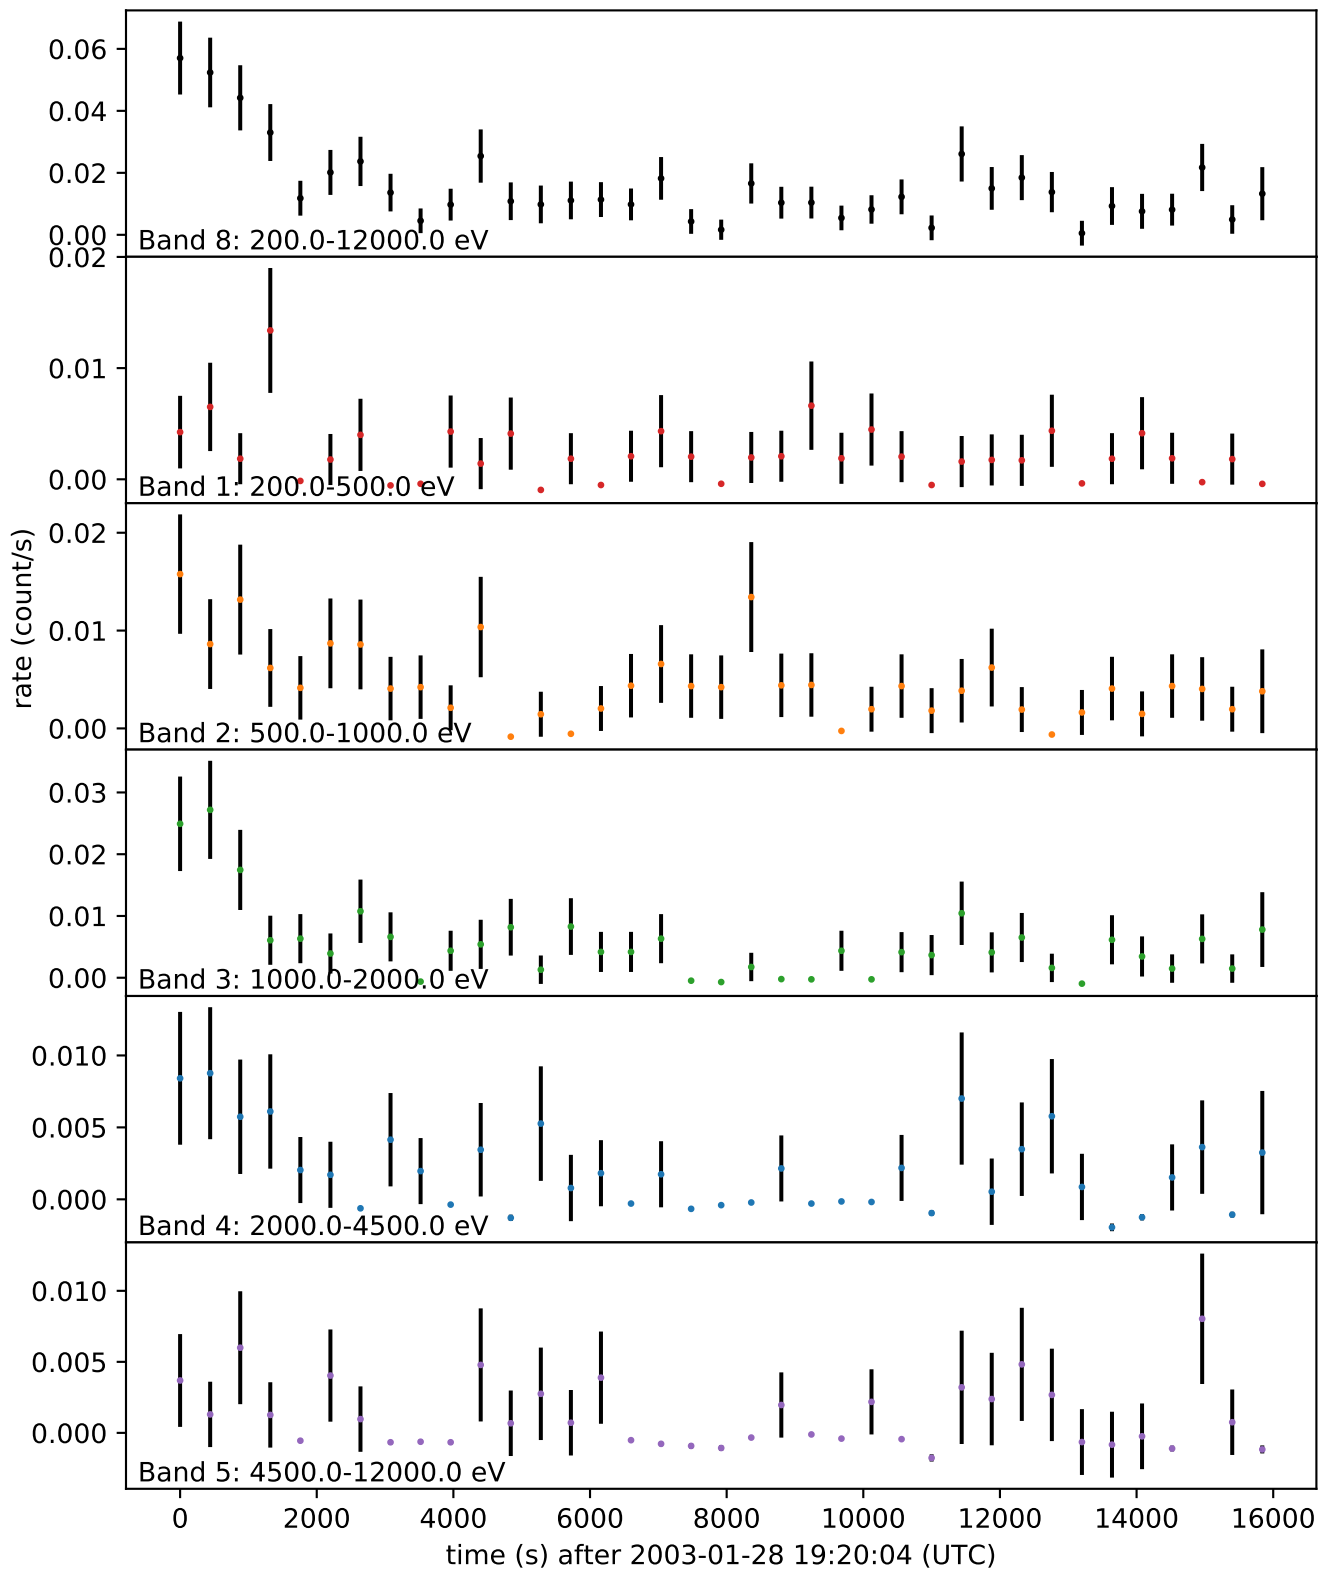 0.06
0.04
0.02
0.00
Band 8: 200.0-12000.0 eV
0.02
0.01
0.00
Band 1: 200.0-500.0 eV
0.02
0.01
0.00
Band 2: 500.0-1000.0 eV
rate (count/s)
0.03
0.02
0.01
0.00
Band 3: 1000.0-2000.0 eV
0.010
0.005
0.000
Band 4: 2000.0-4500.0 eV
0.010
0.005
0.000
Band 5: 4500.0-12000.0 eV
0 2000 4000 6000 8000 10000 12000 14000 16000
time (s) after 2003-01-28 19:20:04 (UTC)